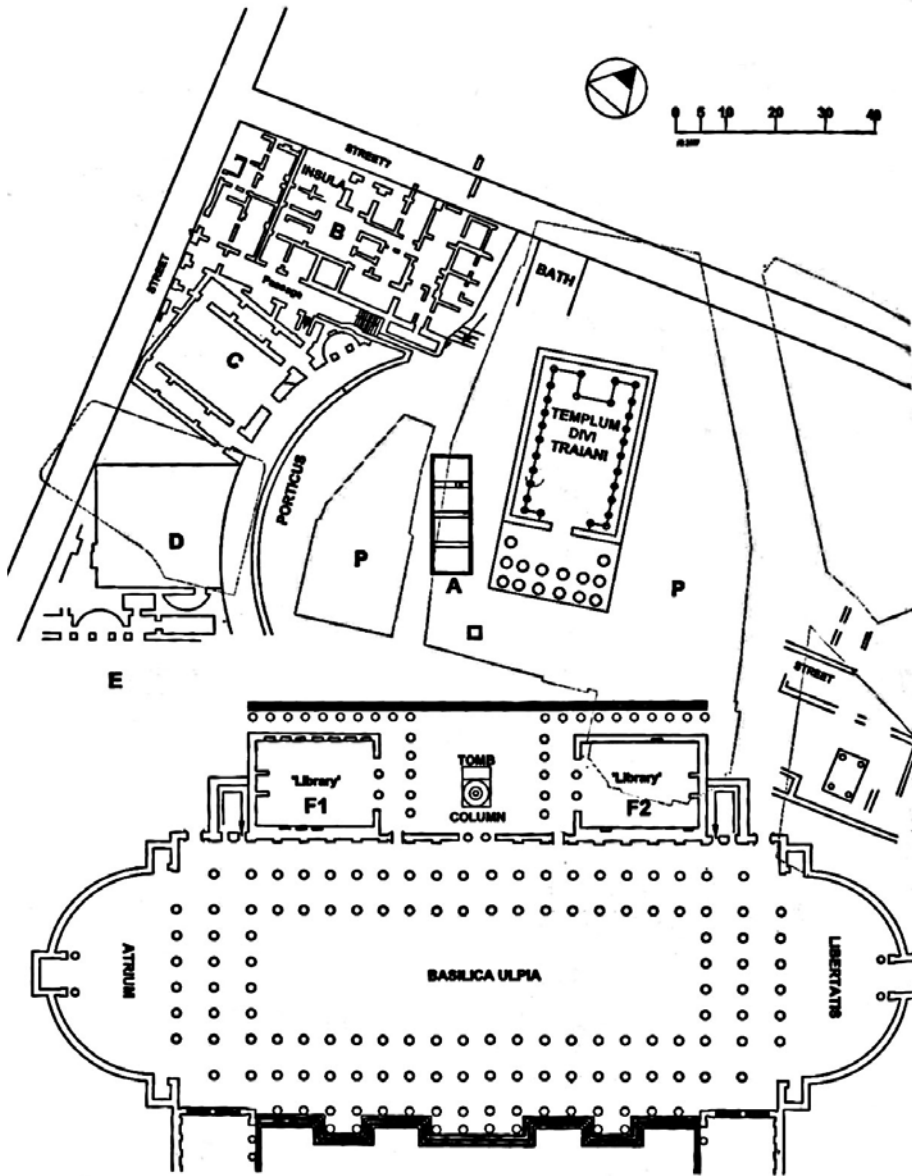 0 5 10 20 30 40
STREET?
INSULA
B
STREET
Passage
BATH
C
TEMPLUM
DIVI
TRAIANI
PORTICUS
D
P
A
P
E
STREET
TOMB
'Library'
F1
'Library'
F2
COLUMN
ATRIUM
BASILICA ULPIA
LIBERTATIS